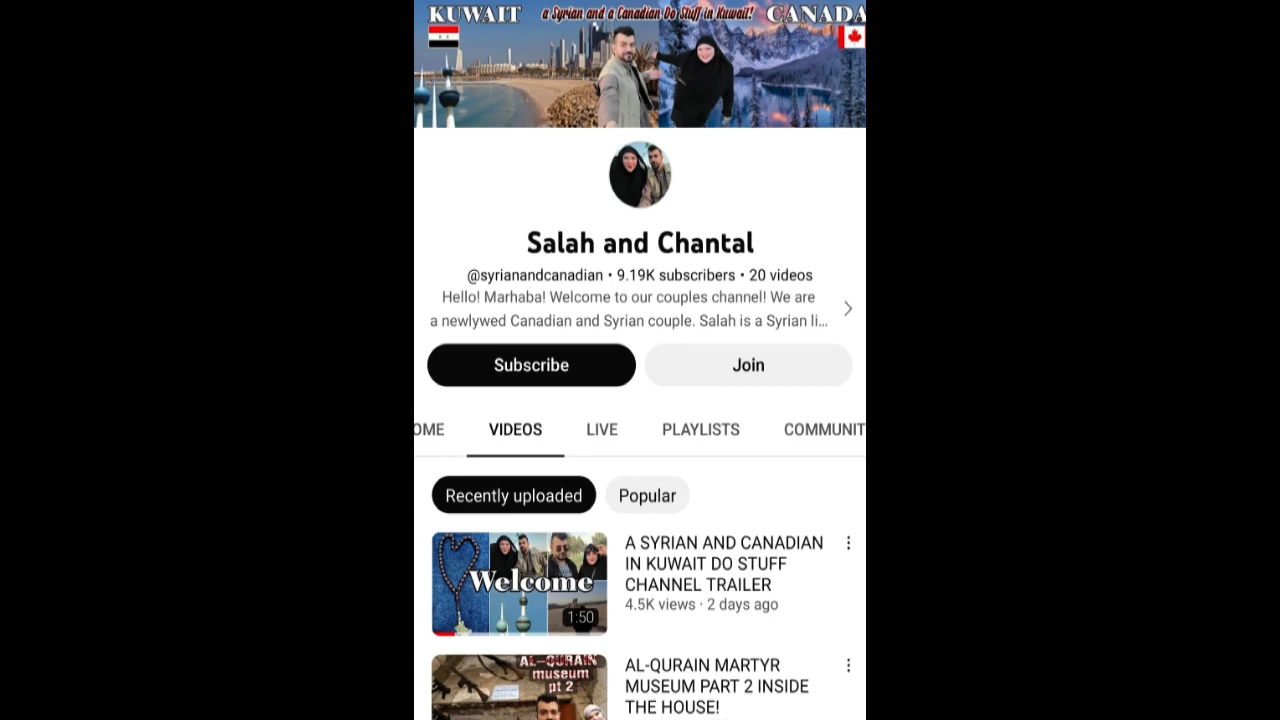 KUWAIT a Syrian and a Canadian Do Stuff in Kuwait! CANADA
Salah and Chantal
@syrianandcanadian • 9.19K subscribers • 20 videos
Hello! Marhaba! Welcome to our couples channel! We are
a newlywed Canadian and Syrian couple. Salah is a Syrian li...
Subscribe Join
OME VIDEOS LIVE PLAYLISTS COMMUNIT
Recently uploaded Popular
Welcome
1:50
A SYRIAN AND CANADIAN
IN KUWAIT DO STUFF
CHANNEL TRAILER
4.5K views · 2 days ago
AL-QURAIN
museum
pt 2
AL-QURAIN MARTYR
MUSEUM PART 2 INSIDE
THE HOUSE!